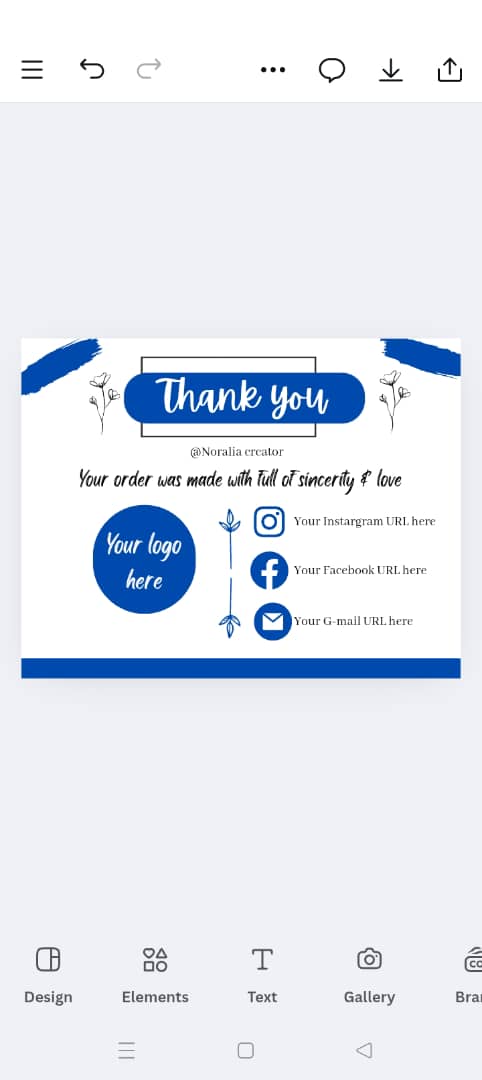 Thank you
@Noralia creator
Your order was made with full of sincerity & love
Your logo
here
Your Instargram URL here
Your Facebook URL here
Your G-mail URL here
Design
Elements
Text
Gallery